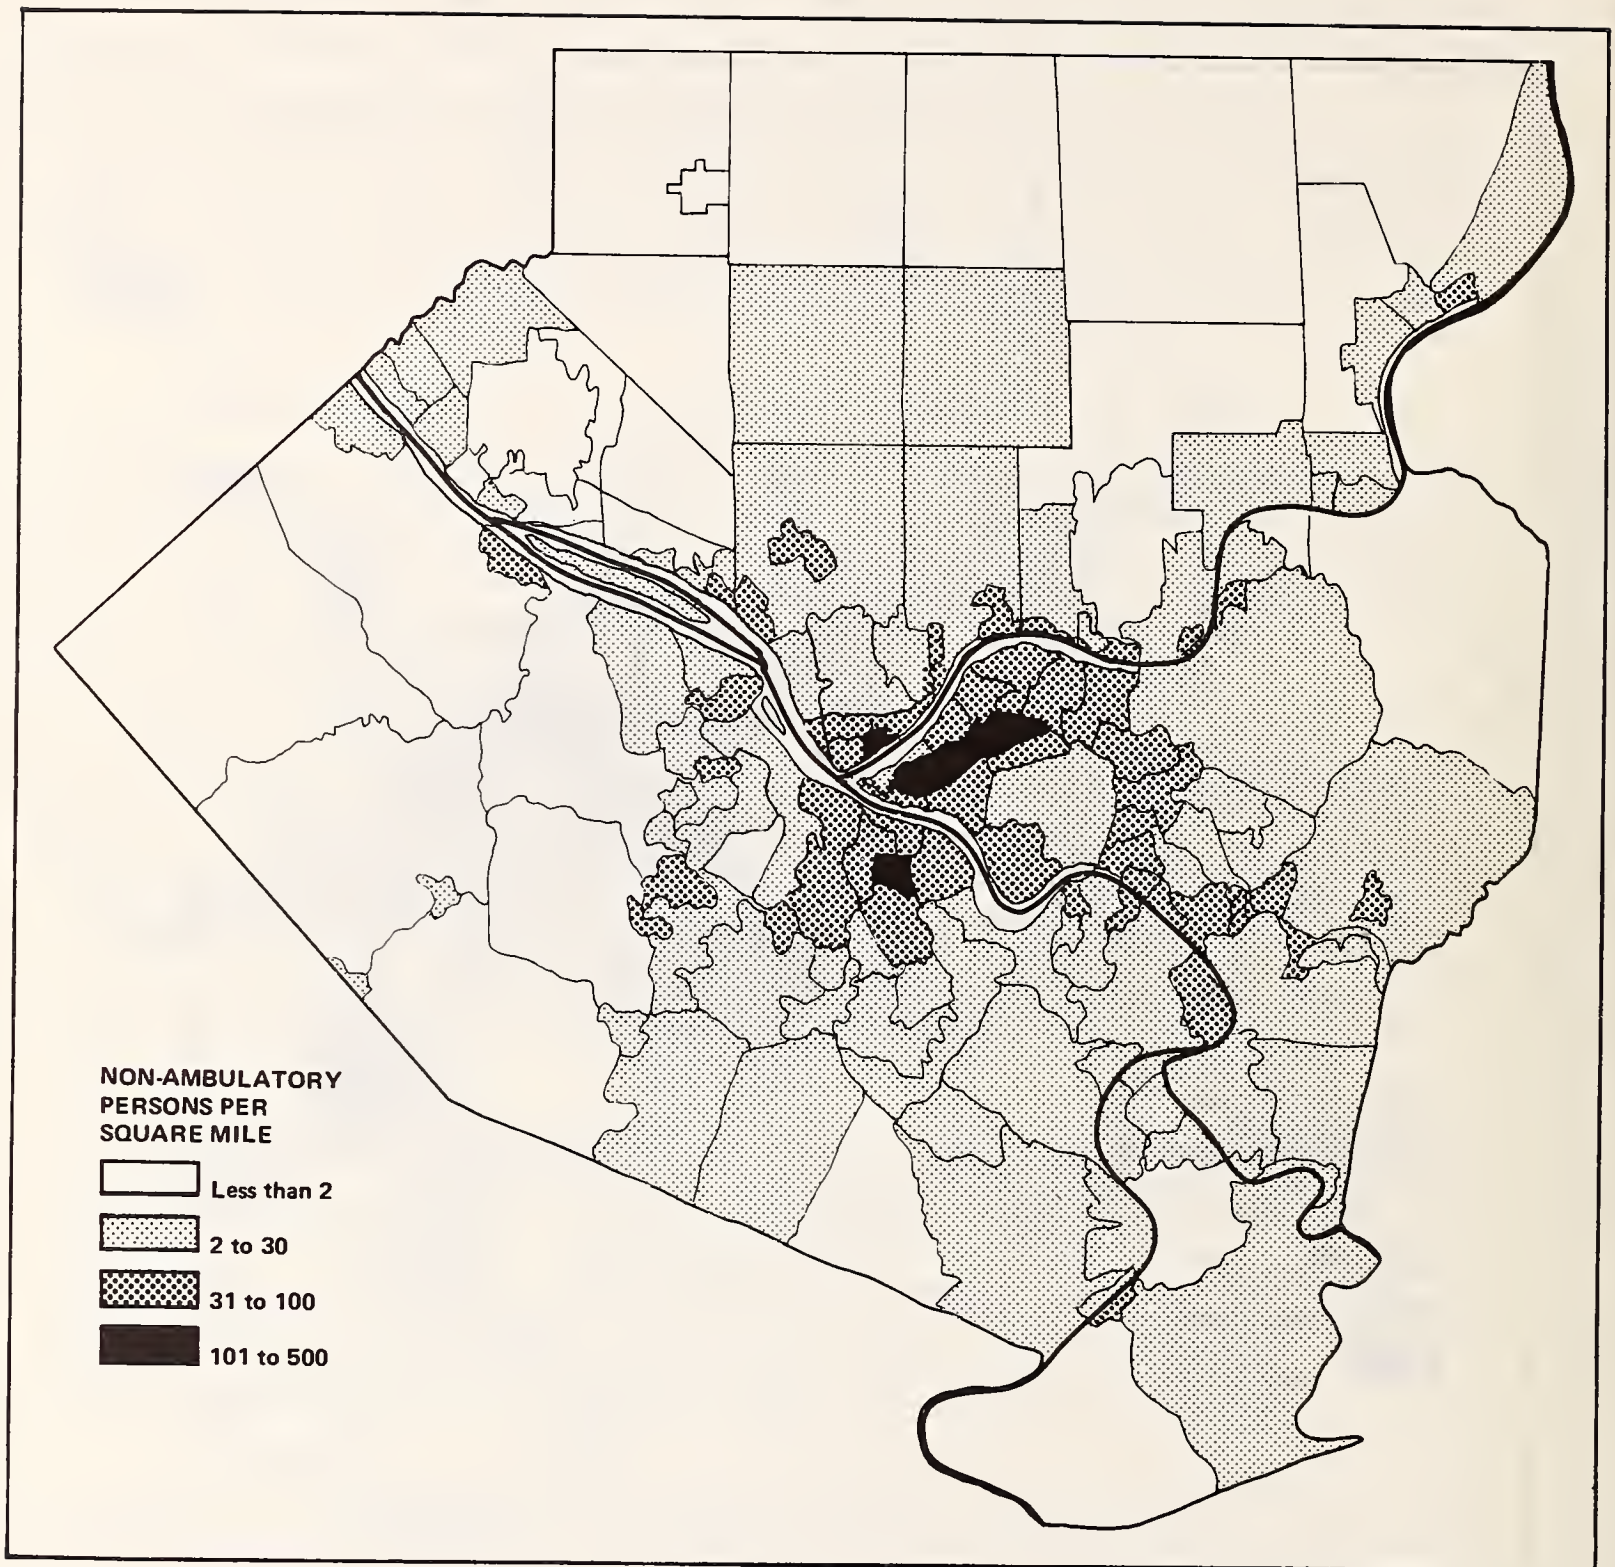 NON-AMBULATORY
PERSONS PER
SQUARE MILE
Less than 2
2 to 30
31 to 100
101 to 500